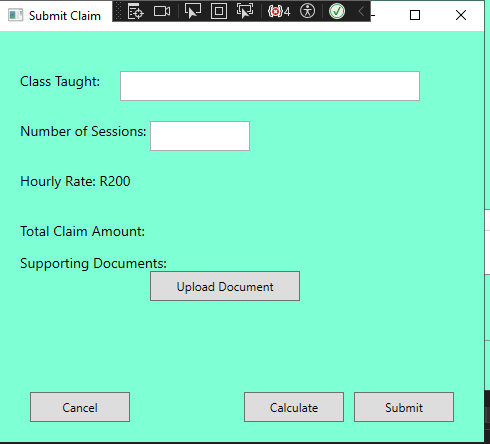 Submit Claim
4
Class Taught:
Number of Sessions:
Hourly Rate: R200
Total Claim Amount:
Supporting Documents:
Upload Document
Cancel
Calculate
Submit